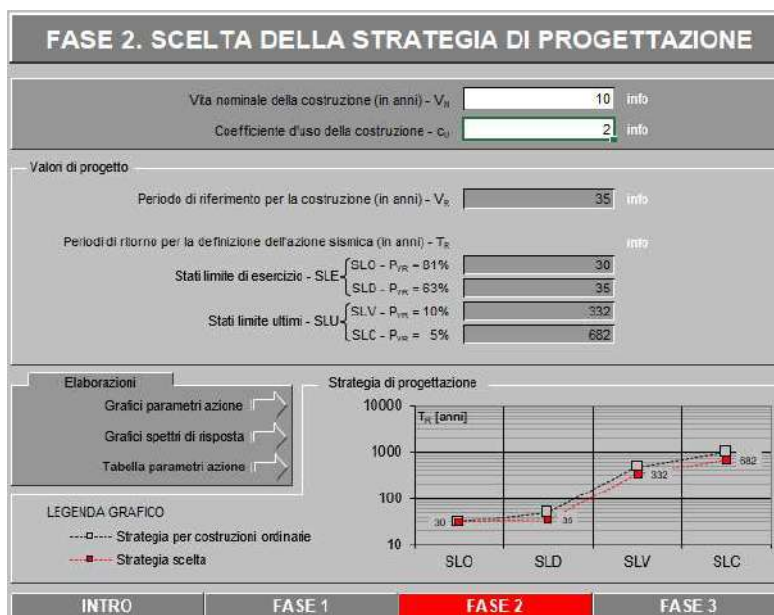 FASE 2. SCELTA DELLA STRATEGIA DI PROGETTAZIONE
Vita nominale della costruzione (in anni) - VN 10 info
Coefficiente d'uso della costruzione - cU 2 info
Valori di progetto
Periodo di riferimento per la costruzione (in anni) - VR 35 info
Periodi di ritorno per la definizione dell'azione sismica (in anni) - TR info
Stati limite di esercizio - SLE
SLO - PVR = 81% 30
SLD - PVR = 63% 35
Stati limite ultimi - SLU
SLV - PVR = 10% 332
SLC - PVR = 5% 682
Elaborazioni
Grafici parametri azione
Grafici spettri di risposta
Tabella parametri azione
LEGENDA GRAFICO
Strategia per costruzioni ordinarie
Strategia scelta
Strategia di progettazione
TR [anni]
10000
1000
100
10
30
35
332
682
SLO SLD SLV SLC
INTRO FASE 1 FASE 2 FASE 3